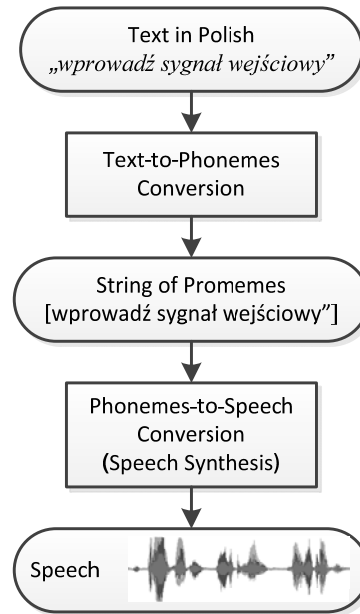 Text in Polish
„wprowadź sygnał wejściowy”
Text-to-Phonemes
Conversion
String of Promemes
[wprowadź sygnał wejściowy”]
Phonemes-to-Speech
Conversion
(Speech Synthesis)
Speech